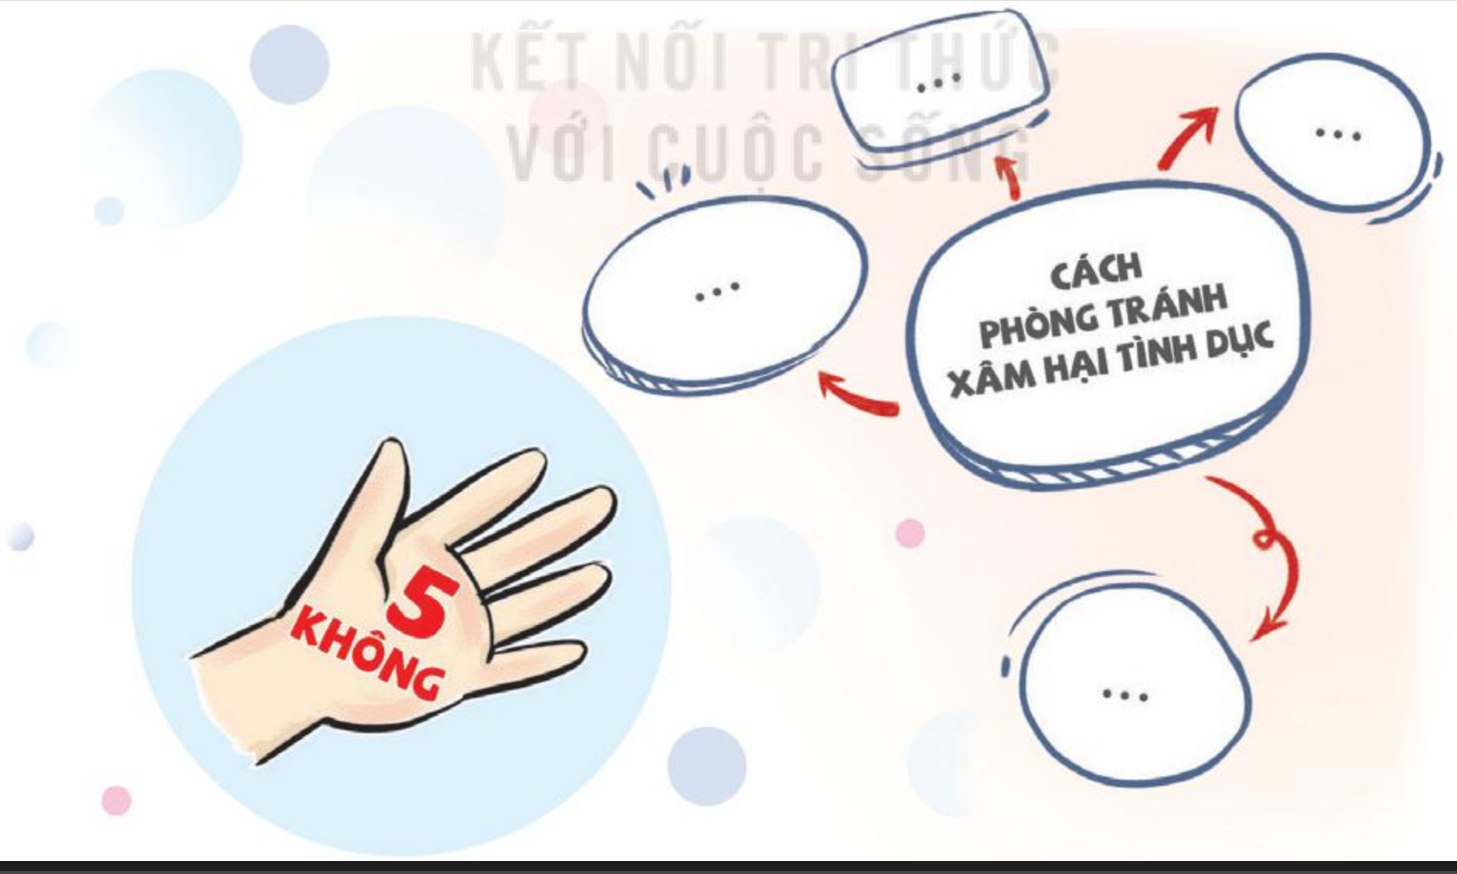 KẾT NỐI TRI THỨC
VỚI CUỘC SỐNG
...
...
...
CÁCH
PHÒNG TRÁNH
XÂM HẠI TÌNH DỤC
5
KHÔNG
...